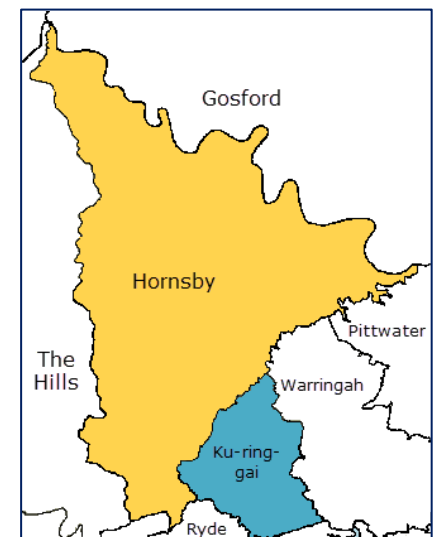 Gosford
Hornsby
Pittwater
The
Hills
Warringah
Ku-ring-
gai
Ryde